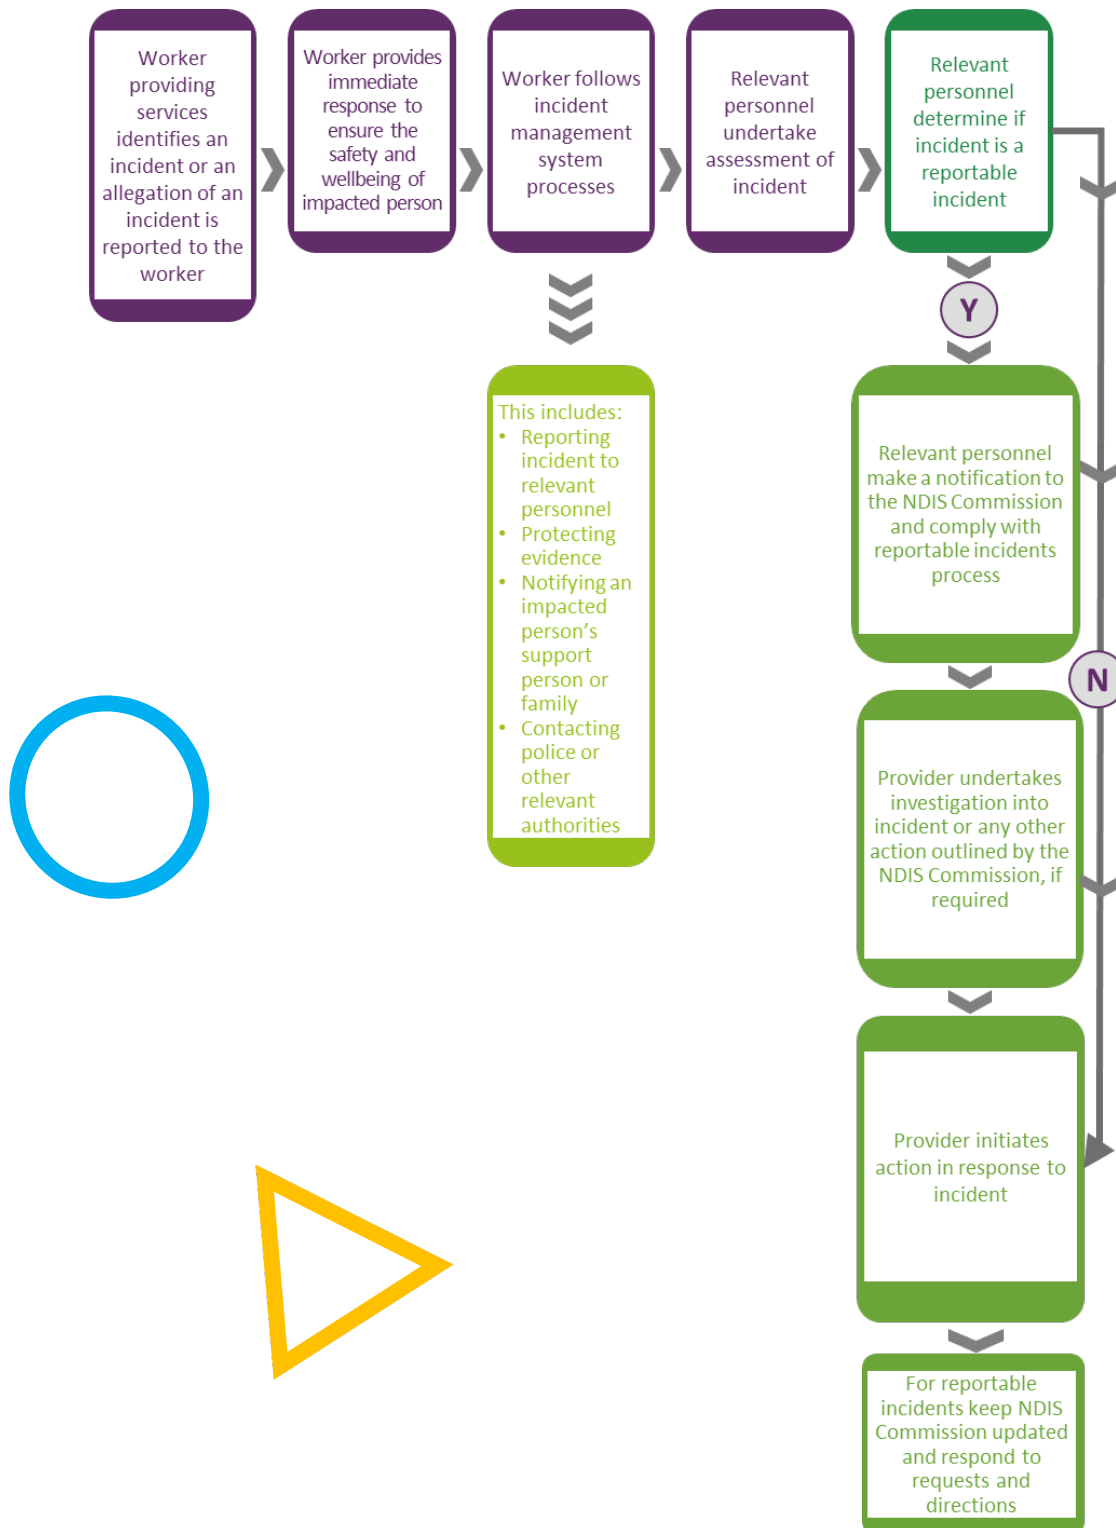 Worker
providing
services
identifies an
incident or an
allegation of an
incident is
reported to the
worker
Worker provides
immediate
response to
ensure the
safety and
wellbeing of
impacted person
Worker follows
incident
management
system
processes
Relevant
personnel
undertake
assessment of
incident
Relevant
personnel
determine if
incident is a
reportable
incident
Y
This includes:
• Reporting
incident to
relevant
personnel
• Protecting
evidence
• Notifying an
impacted
person’s
support
person or
family
• Contacting
police or
other
relevant
authorities
Relevant personnel
make a notification to
the NDIS Commission
and comply with
reportable incidents
process
N
Provider undertakes
investigation into
incident or any other
action outlined by the
NDIS Commission, if
required
Provider initiates
action in response to
incident
For reportable
incidents keep NDIS
Commission updated
and respond to
requests and
directions